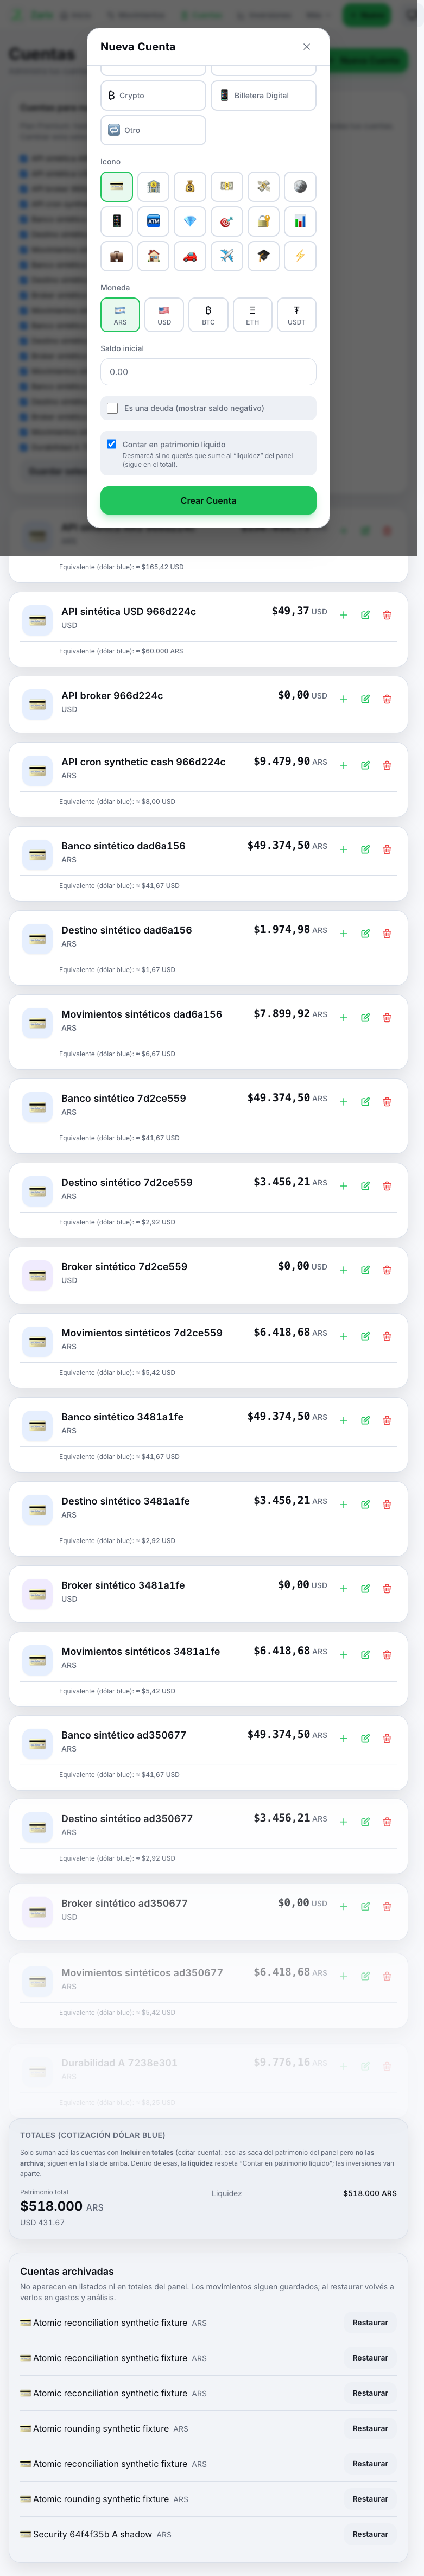 Nueva Cuenta
Crypto
Billetera Digital
Otro
Icono
Moneda
ARS
USD
₿
BTC
Ξ
ETH
₮
USDT
Saldo inicial
0.00
Es una deuda (mostrar saldo negativo)
Contar en patrimonio líquido
Desmarcá si no querés que sume al "liquidez" del panel
(sigue en el total).
Crear Cuenta
Equivalente (dólar blue): ≈ $165,42 USD
API sintética USD 966d224c
$49,37 USD
USD
Equivalente (dólar blue): ≈ $60.000 ARS
API broker 966d224c
$0,00 USD
USD
API cron synthetic cash 966d224c
$9.479,90 ARS
ARS
Equivalente (dólar blue): ≈ $8,00 USD
Banco sintético dad6a156
$49.374,50 ARS
ARS
Equivalente (dólar blue): ≈ $41,67 USD
Destino sintético dad6a156
$1.974,98 ARS
ARS
Equivalente (dólar blue): ≈ $1,67 USD
Movimientos sintéticos dad6a156
$7.899,92 ARS
ARS
Equivalente (dólar blue): ≈ $6,67 USD
Banco sintético 7d2ce559
$49.374,50 ARS
ARS
Equivalente (dólar blue): ≈ $41,67 USD
Destino sintético 7d2ce559
$3.456,21 ARS
ARS
Equivalente (dólar blue): ≈ $2,92 USD
Broker sintético 7d2ce559
$0,00 USD
USD
Movimientos sintéticos 7d2ce559
$6.418,68 ARS
ARS
Equivalente (dólar blue): ≈ $5,42 USD
Banco sintético 3481a1fe
$49.374,50 ARS
ARS
Equivalente (dólar blue): ≈ $41,67 USD
Destino sintético 3481a1fe
$3.456,21 ARS
ARS
Equivalente (dólar blue): ≈ $2,92 USD
Broker sintético 3481a1fe
$0,00 USD
USD
Movimientos sintéticos 3481a1fe
$6.418,68 ARS
ARS
Equivalente (dólar blue): ≈ $5,42 USD
Banco sintético ad350677
$49.374,50 ARS
ARS
Equivalente (dólar blue): ≈ $41,67 USD
Destino sintético ad350677
$3.456,21 ARS
ARS
Equivalente (dólar blue): ≈ $2,92 USD
Broker sintético ad350677
$0,00 USD
USD
Movimientos sintéticos ad350677
$6.418,68 ARS
ARS
Equivalente (dólar blue): ≈ $5,42 USD
Durabilidad A 7238e301
$9.776,16 ARS
ARS
Equivalente (dólar blue): ≈ $8,25 USD
TOTALES (COTIZACIÓN DÓLAR BLUE)
Solo suman acá las cuentas con Incluir en totales (editar cuenta): eso las saca del patrimonio del panel pero no las
archiva; siguen en la lista de arriba. Dentro de esas, la liquidez respeta "Contar en patrimonio líquido"; las inversiones van
aparte.
Patrimonio total
$518.000 ARS
USD 431.67
Liquidez
$518.000 ARS
Cuentas archivadas
No aparecen en listados ni en totales del panel. Los movimientos siguen guardados; al restaurar volvés a
verlos en gastos y análisis.
Atomic reconciliation synthetic fixture ARS
Restaurar
Atomic reconciliation synthetic fixture ARS
Restaurar
Atomic reconciliation synthetic fixture ARS
Restaurar
Atomic rounding synthetic fixture ARS
Restaurar
Atomic reconciliation synthetic fixture ARS
Restaurar
Atomic rounding synthetic fixture ARS
Restaurar
Security 64f4f35b A shadow ARS
Restaurar